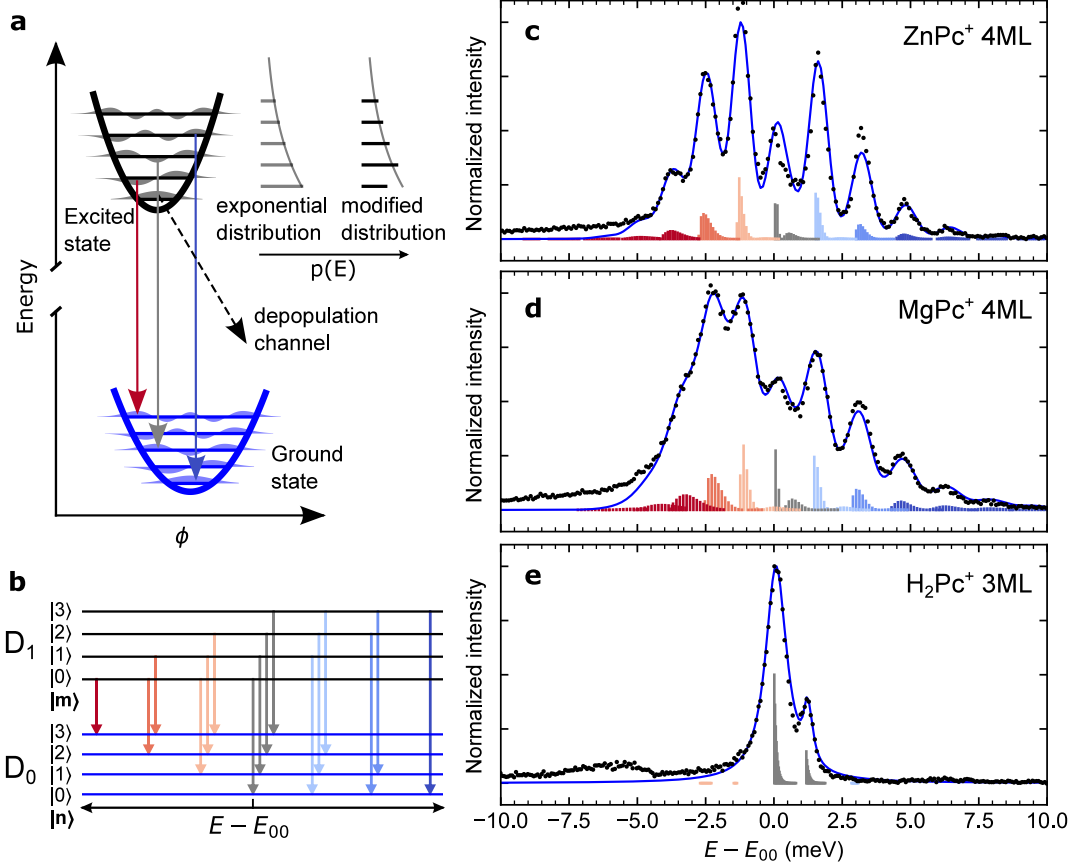 a
Energy
Excited
state
exponential
distribution
modified
distribution
p(E)
depopulation
channel
Ground
state
ϕ
b
D1
|3⟩
|2⟩
|1⟩
|0⟩
|m⟩
D0
|3⟩
|2⟩
|1⟩
|0⟩
|n⟩
E − E00
c
ZnPc+ 4ML
Normalized intensity
d
MgPc+ 4ML
Normalized intensity
e
H2Pc+ 3ML
Normalized intensity
−10.0 −7.5 −5.0 −2.5 0.0 2.5 5.0 7.5 10.0
E − E00 (meV)